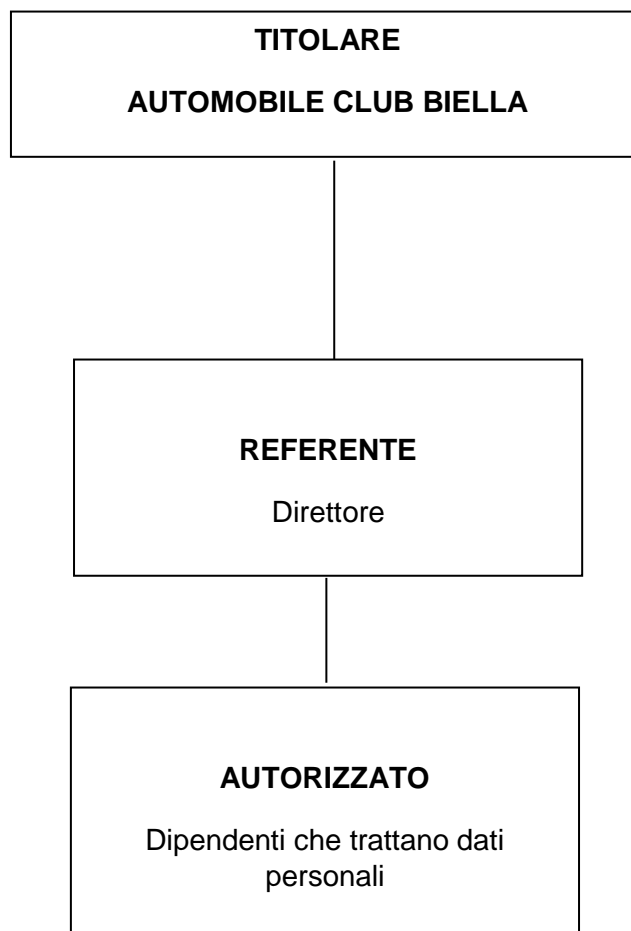 TITOLARE
AUTOMOBILE CLUB BIELLA
REFERENTE
Direttore
AUTORIZZATO
Dipendenti che trattano dati
personali